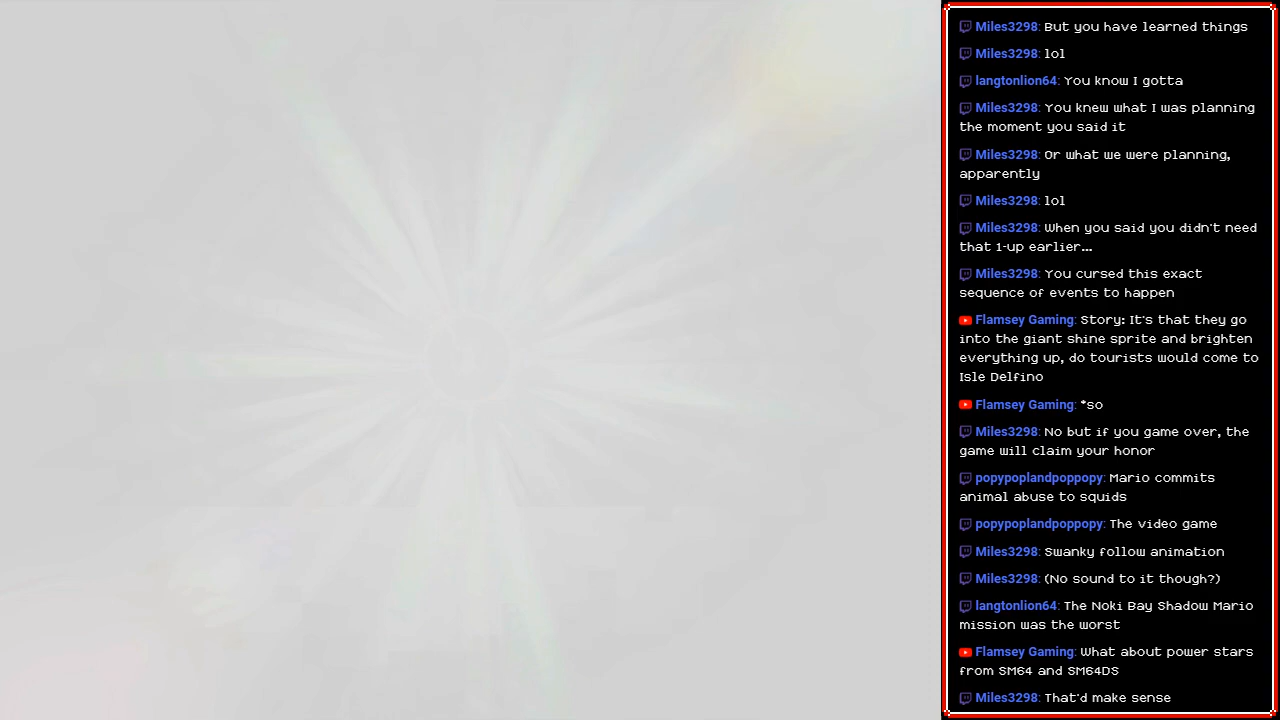 Miles3298: But you have learned things
Miles3298: lol
langtonlion64: You know I gotta
Miles3298: You knew what I was planning
the moment you said it
Miles3298: Or what we were planning,
apparently
Miles3298: lol
Miles3298: When you said you didn't need
that 1-up earlier...
Miles3298: You cursed this exact
sequence of events to happen
Flamsey Gaming: Story: It's that they go
into the giant shine sprite and brighten
everything up, do tourists would come to
Isle Delfino
Flamsey Gaming: *so
Miles3298: No but if you game over, the
game will claim your honor
popypoplandpoppopy: Mario commits
animal abuse to squids
popypoplandpoppopy: The video game
Miles3298: Swanky follow animation
Miles3298: (No sound to it though?)
langtonlion64: The Noki Bay Shadow Mario
mission was the worst
Flamsey Gaming: What about power stars
from SM64 and SM64DS
Miles3298: That'd make sense